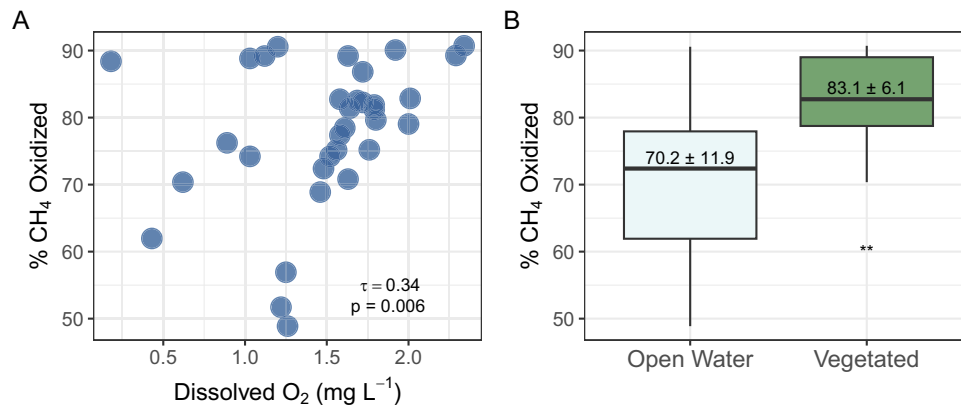 A
% CH₄ Oxidized
90
80
70
60
50
τ = 0.34
p = 0.006
0.5
1.0
1.5
2.0
Dissolved O₂ (mg L⁻¹)
B
% CH₄ Oxidized
90
80
70
60
50
70.2 ± 11.9
83.1 ± 6.1
**
Open Water
Vegetated